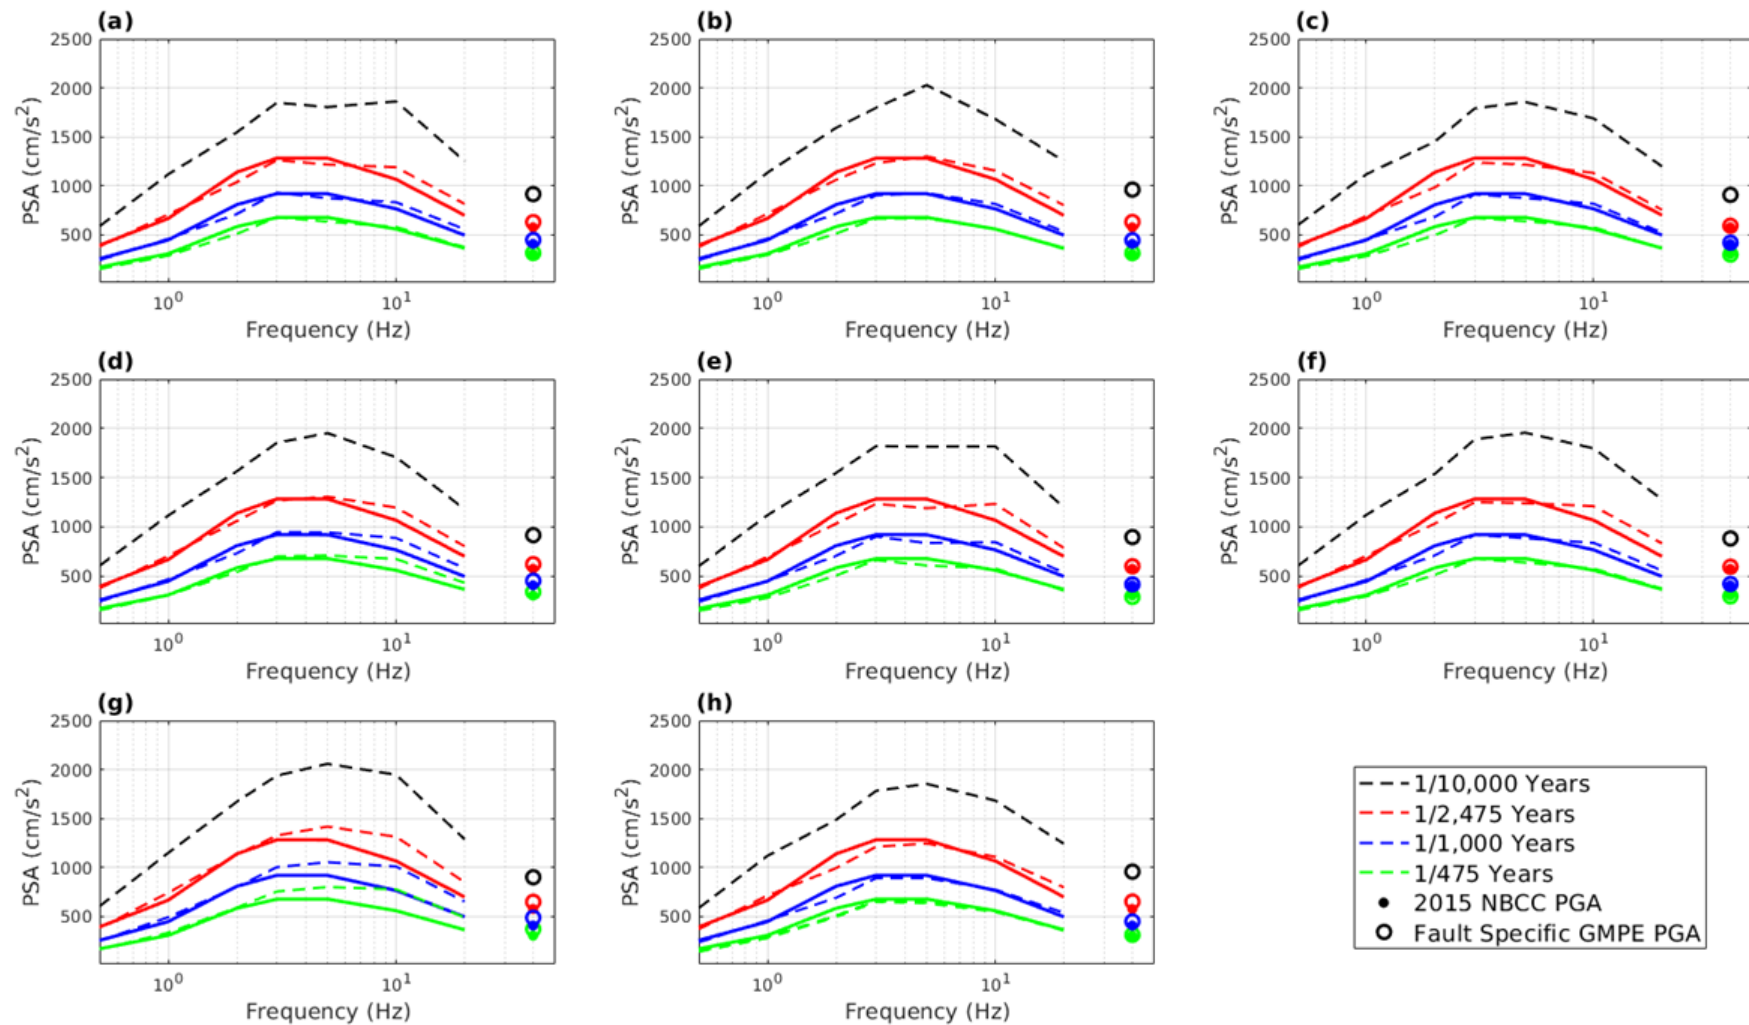 (a)
2500
2000
1500
1000
500
PSA (cm/s²)
10⁰ 10¹
Frequency (Hz)
(b)
2500
2000
1500
1000
500
PSA (cm/s²)
10⁰ 10¹
Frequency (Hz)
(c)
2500
2000
1500
1000
500
PSA (cm/s²)
10⁰ 10¹
Frequency (Hz)
(d)
2500
2000
1500
1000
500
PSA (cm/s²)
10⁰ 10¹
Frequency (Hz)
(e)
2500
2000
1500
1000
500
PSA (cm/s²)
10⁰ 10¹
Frequency (Hz)
(f)
2500
2000
1500
1000
500
PSA (cm/s²)
10⁰ 10¹
Frequency (Hz)
(g)
2500
2000
1500
1000
500
PSA (cm/s²)
10⁰ 10¹
Frequency (Hz)
(h)
2500
2000
1500
1000
500
PSA (cm/s²)
10⁰ 10¹
Frequency (Hz)
1/10,000 Years
1/2,475 Years
1/1,000 Years
1/475 Years
2015 NBCC PGA
Fault Specific GMPE PGA